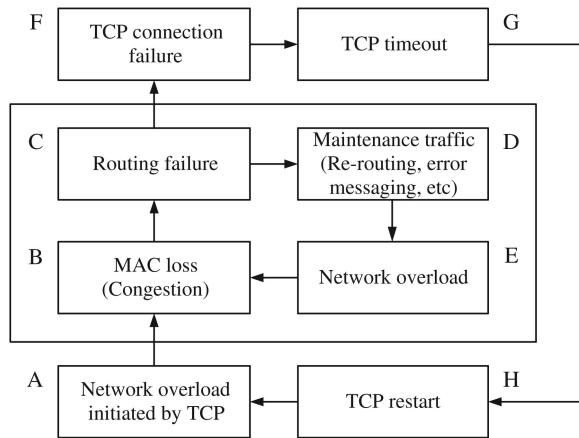 F
TCP connection
failure
TCP timeout
G
C
Routing failure
Maintenance traffic
(Re-routing, error
messaging, etc)
D
B
MAC loss
(Congestion)
Network overload
E
A
Network overload
initiated by TCP
TCP restart
H